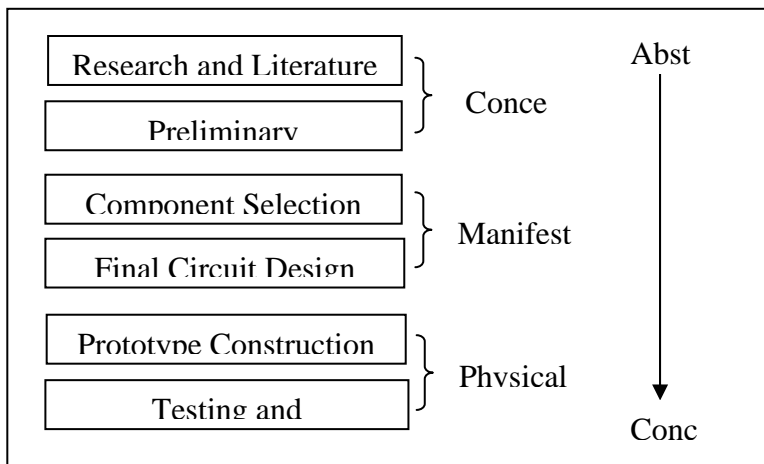 Research and Literature
Preliminary
Conce
Component Selection
Final Circuit Design
Manifest
Prototype Construction
Testing and
Physical
Abst
Conc